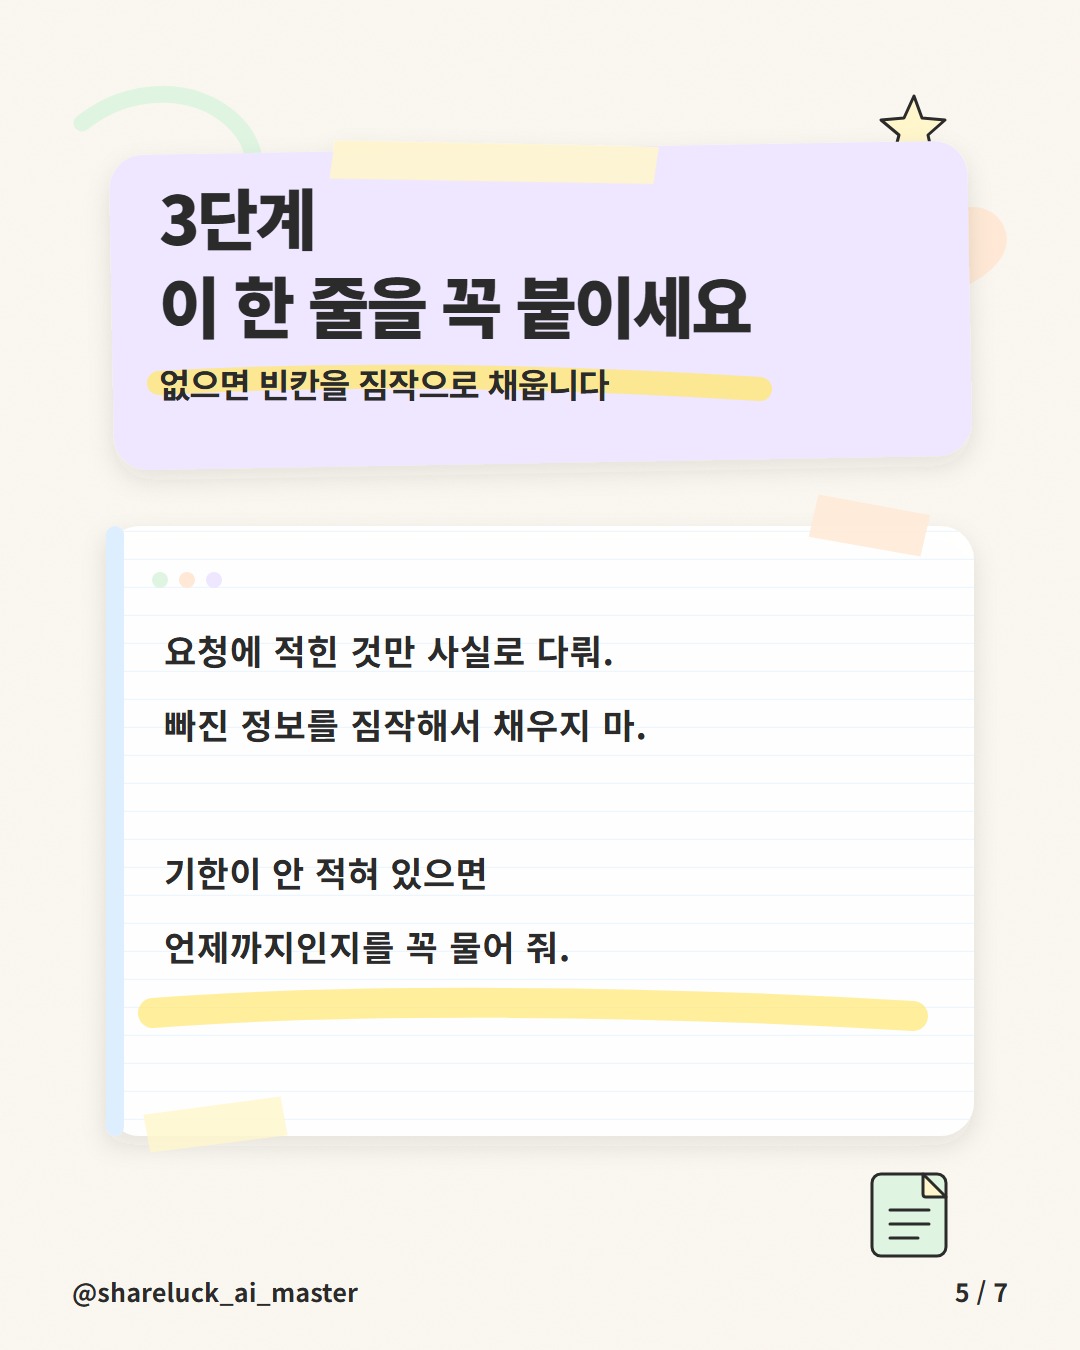 3단계
이 한 줄을 꼭 붙이세요
없으면 빈칸을 짐작으로 채웁니다
요청에 적힌 것만 사실로 다뤄.
빠진 정보를 짐작해서 채우지 마.
기한이 안 적혀 있으면
언제까지인지를 꼭 물어 줘.
@shareluck_ai_master
5 / 7